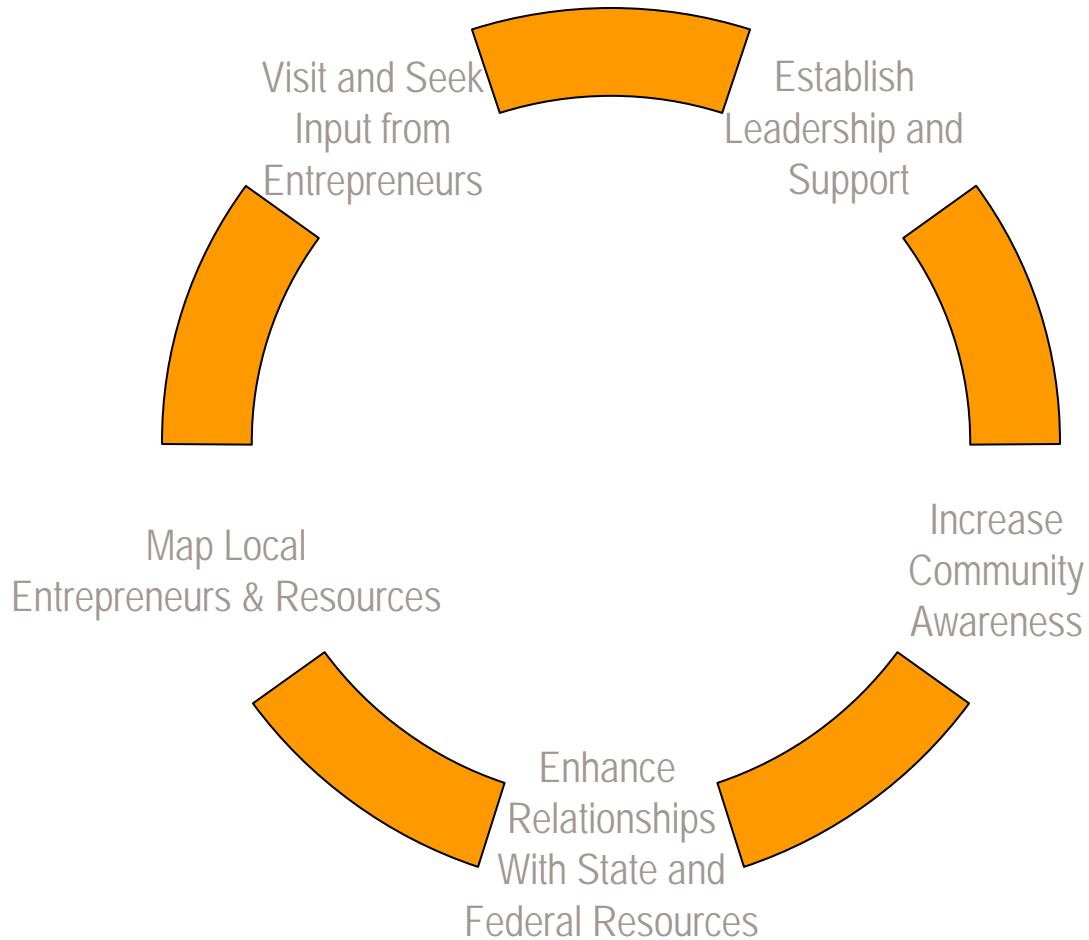 Visit and Seek
Input from
Entrepreneurs
Establish
Leadership and
Support
Increase
Community
Awareness
Map Local
Entrepreneurs & Resources
Enhance
Relationships
With State and
Federal Resources